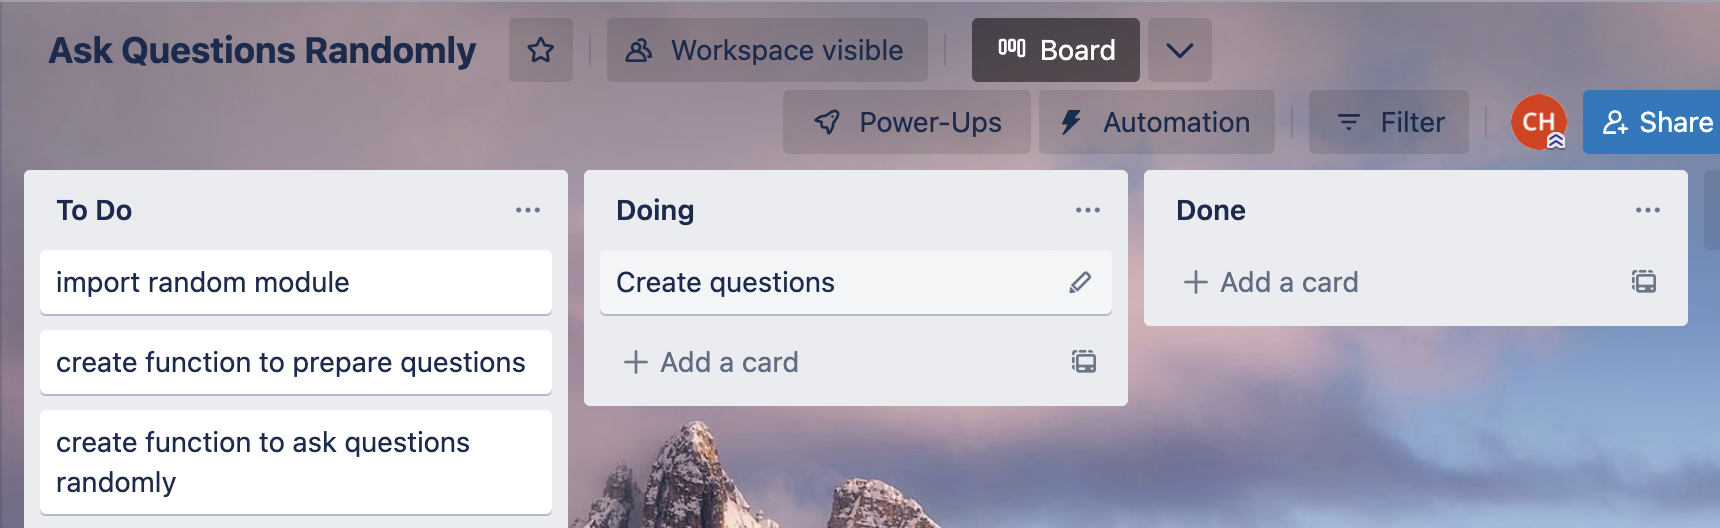 Ask Questions Randomly
Workspace visible
Board
Power-Ups
Automation
Filter
CH
Share
To Do
import random module
create function to prepare questions
create function to ask questions
randomly
Doing
Create questions
Add a card
Done
Add a card